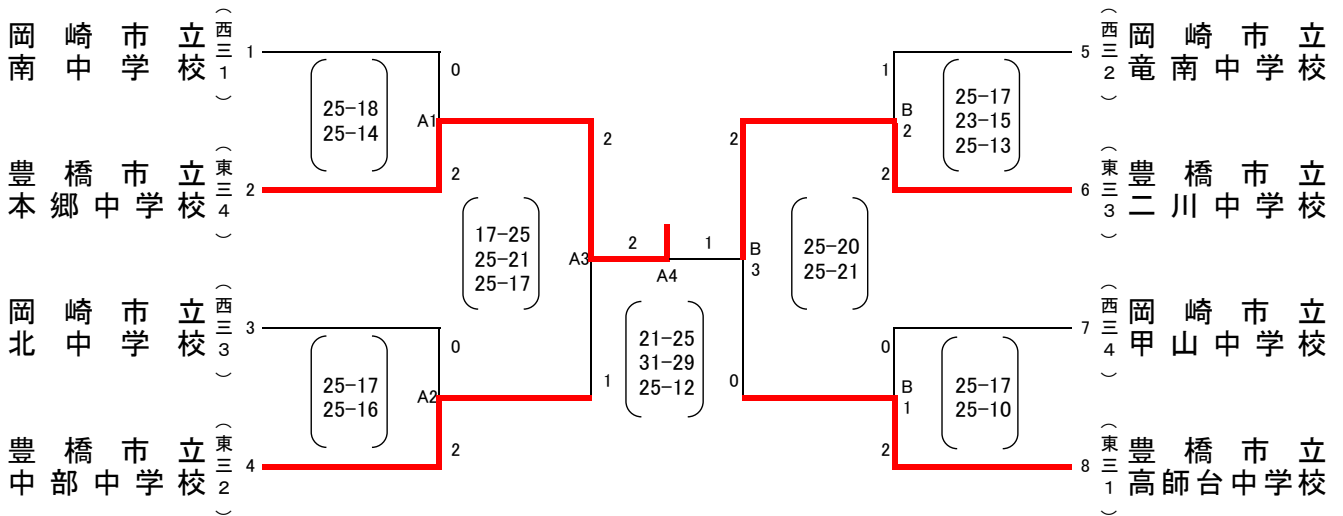 岡崎市立
南中学校
（西三1）
1
0
25-18
25-14
A1
豊橋市立
本郷中学校
（東三4）
2
2
2
17-25
25-21
25-17
A3
岡崎市立
北中学校
（西三3）
3
0
25-17
25-16
A2
1
豊橋市立
中部中学校
（東三2）
4
2
2
1
A4
21-25
31-29
25-12
5
（西三2）
岡崎市立
竜南中学校
1
B2
25-17
23-15
25-13
2
2
6
（東三3）
豊橋市立
二川中学校
B3
25-20
25-21
7
（西三4）
岡崎市立
甲山中学校
0
0
B1
25-17
25-10
2
8
（東三1）
豊橋市立
高師台中学校